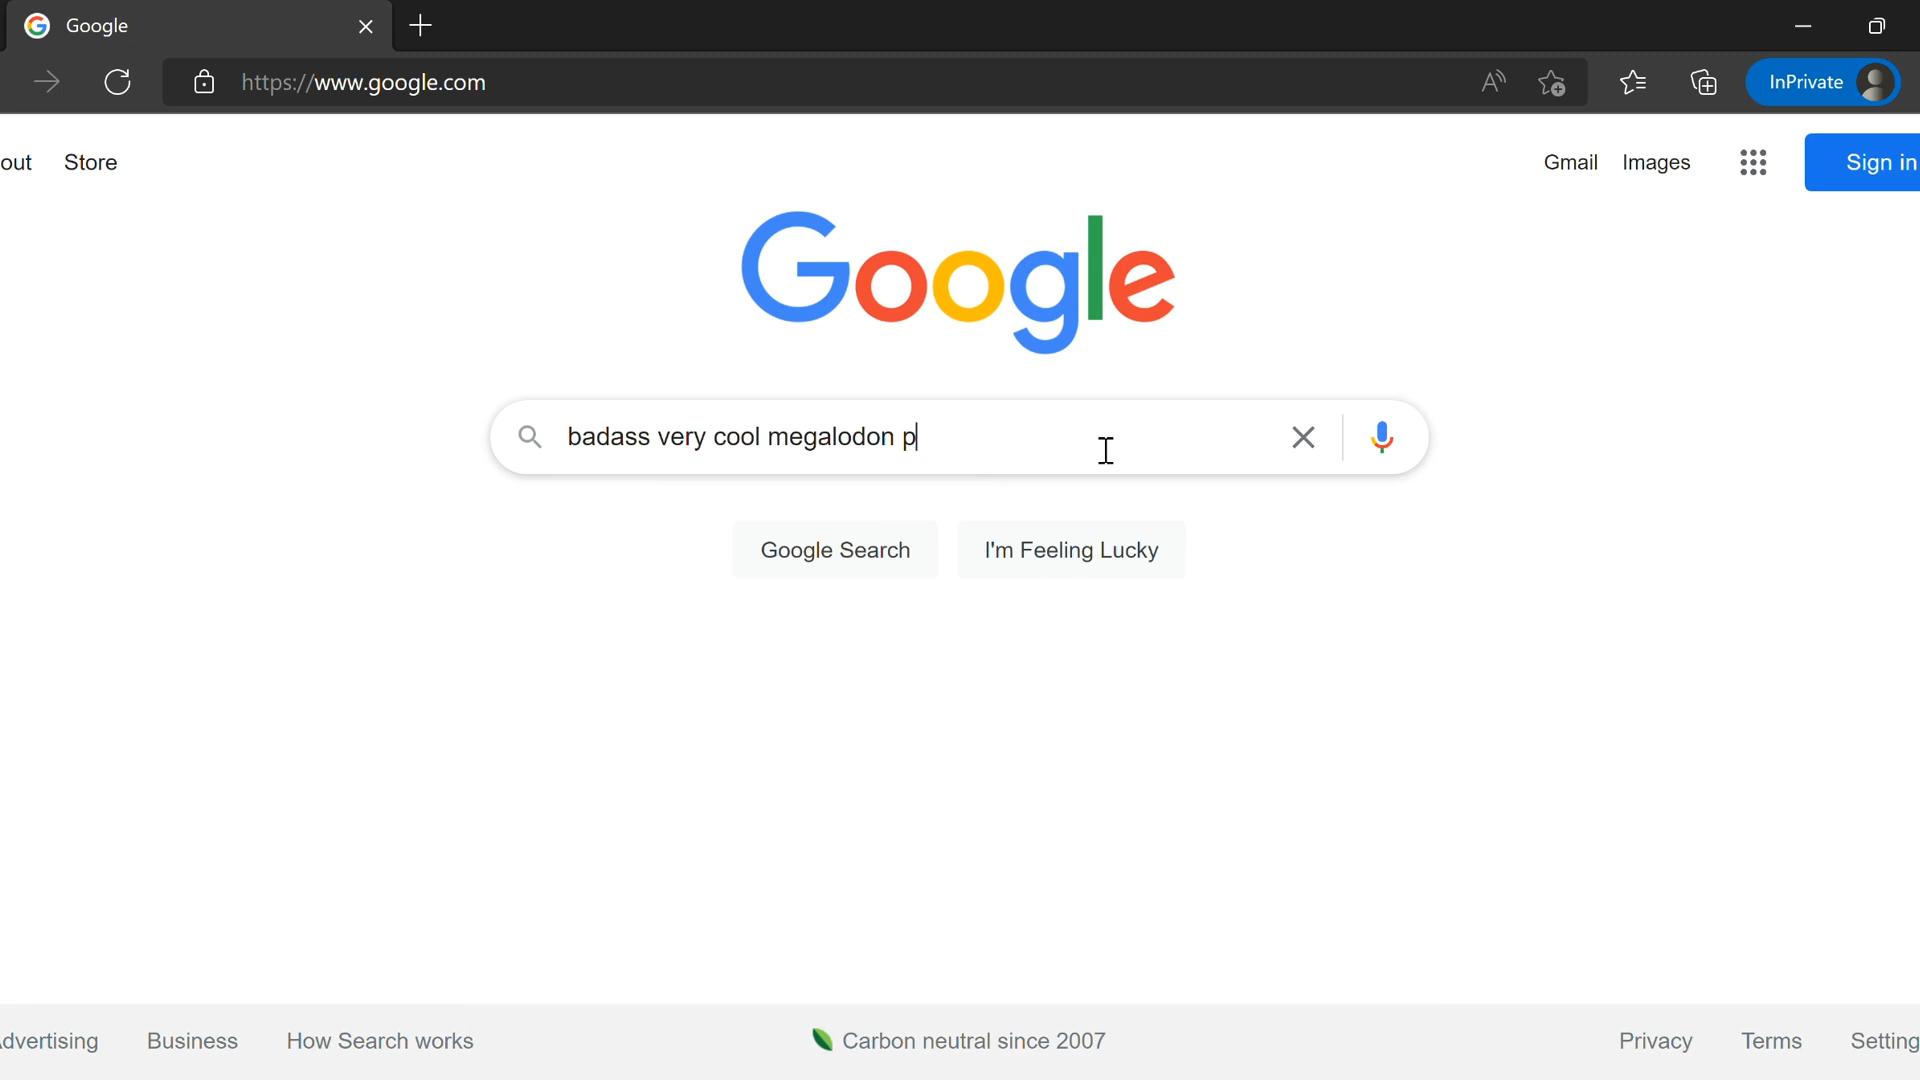 Google
https://www.google.com
InPrivate
out Store
Gmail Images
Sign in
Google
badass very cool megalodon p
Google Search I'm Feeling Lucky
dvertising Business How Search works
Carbon neutral since 2007
Privacy Terms Setting